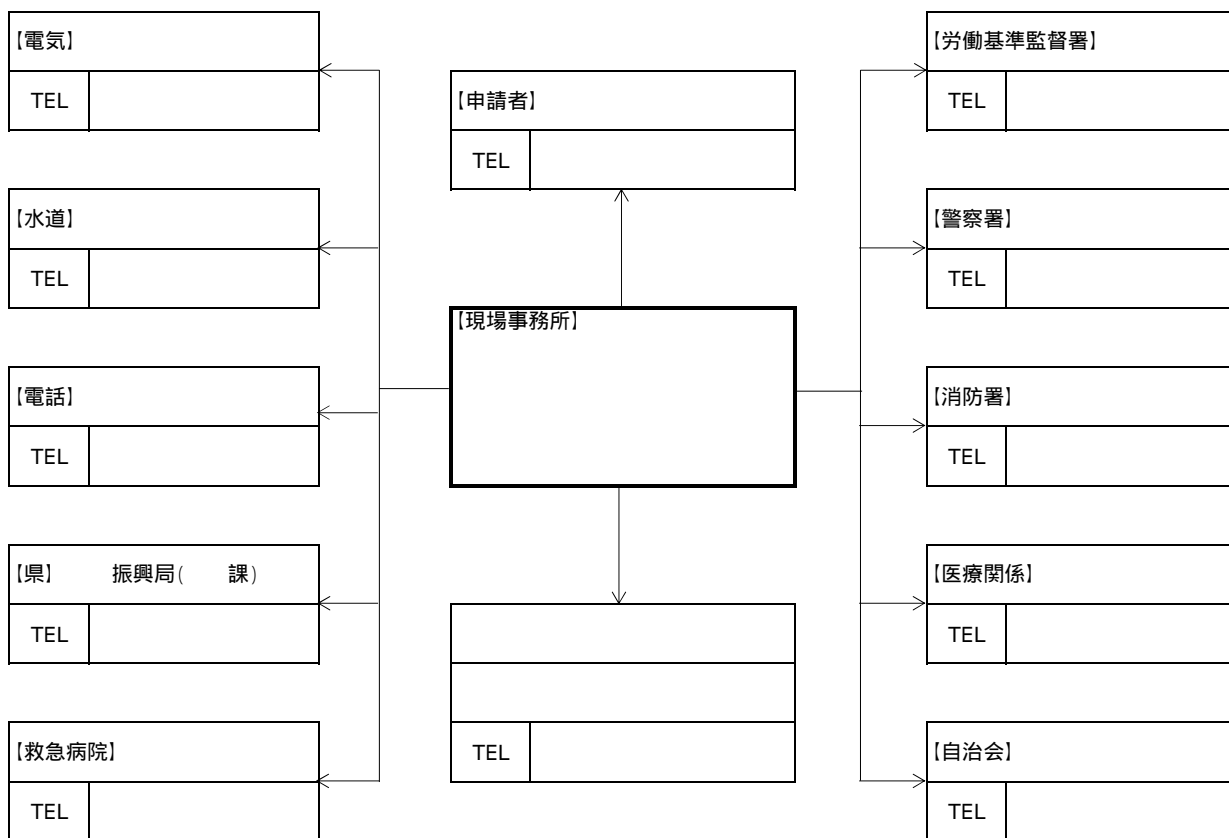 【電気】
TEL
【水道】
TEL
【電話】
TEL
【県】　　振興局(　　課)
TEL
【救急病院】
TEL
【申請者】
TEL
【現場事務所】
TEL
【労働基準監督署】
TEL
【警察署】
TEL
【消防署】
TEL
【医療関係】
TEL
【自治会】
TEL